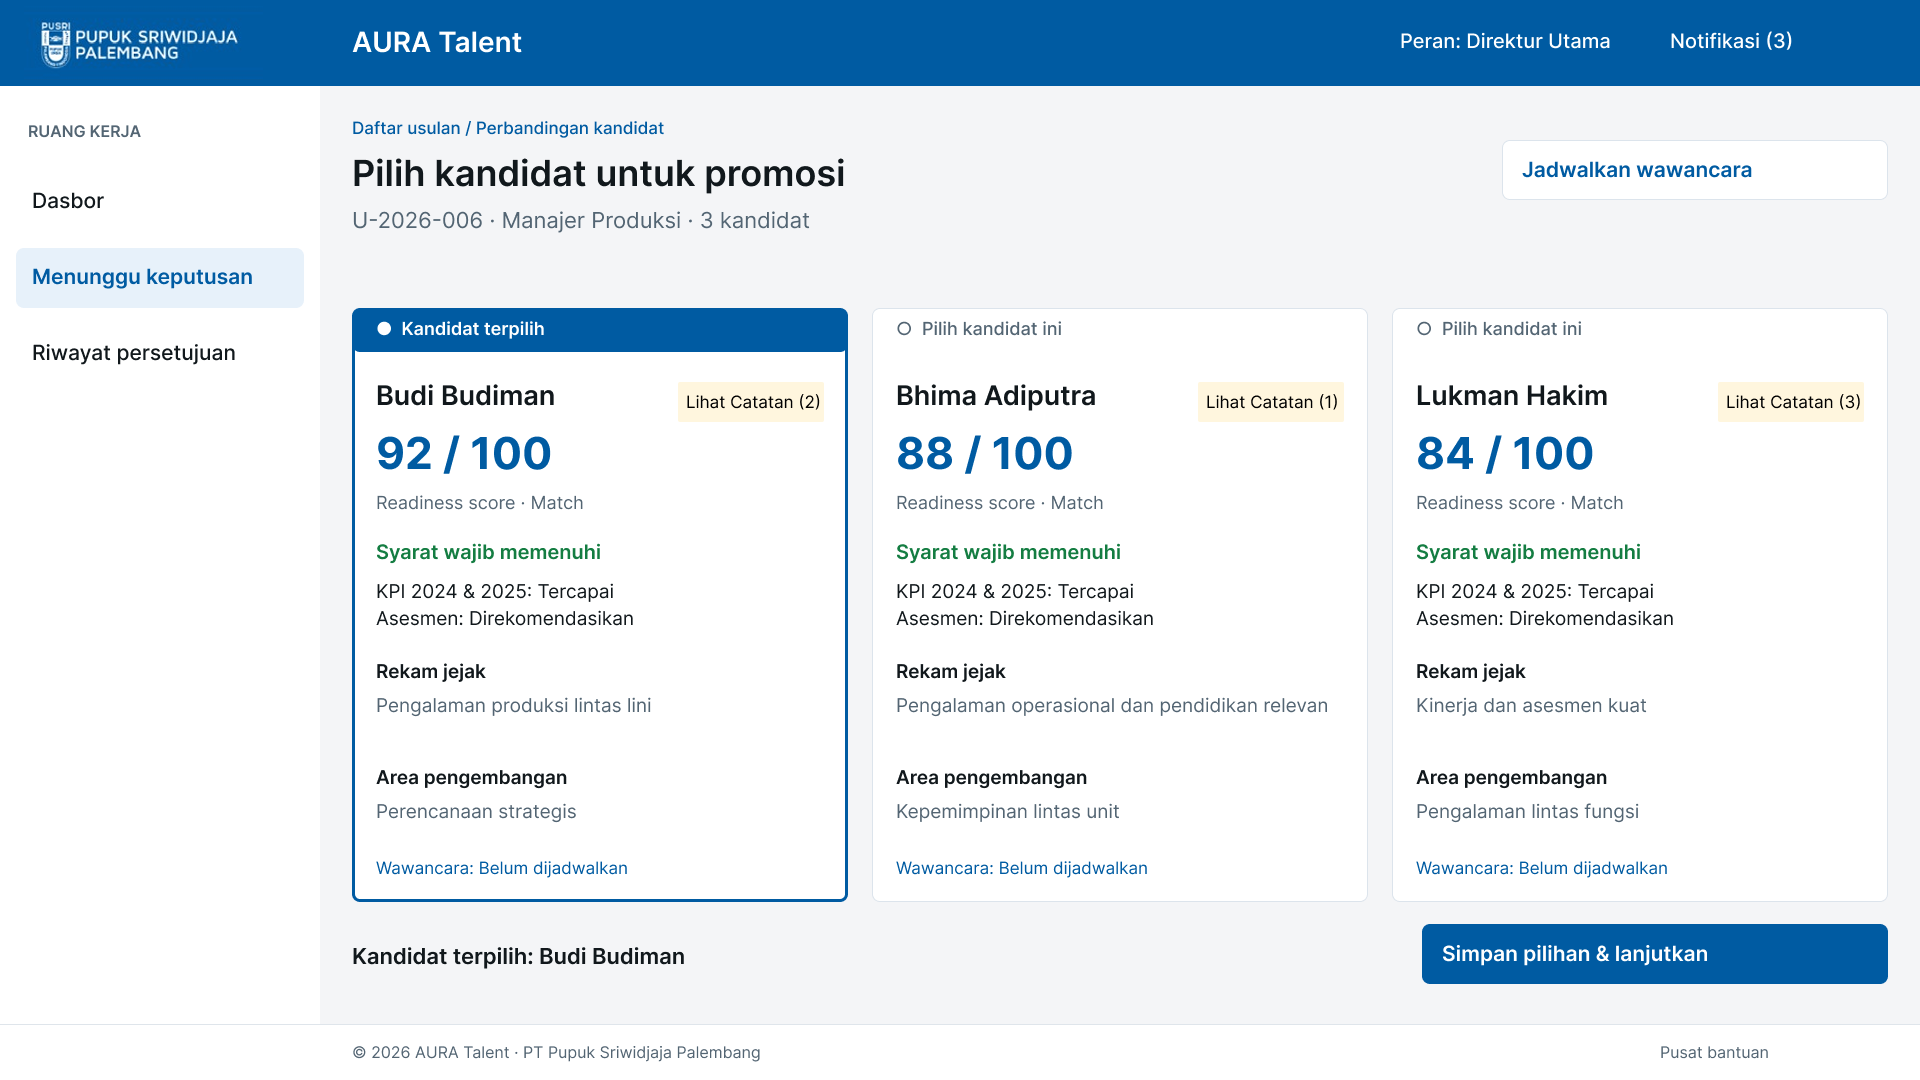 PUSRI
PUPUK SRIWIDJAJA
PALEMBANG
AURA Talent
Peran: Direktur Utama
Notifikasi (3)
RUANG KERJA
Dasbor
Menunggu keputusan
Riwayat persetujuan
Daftar usulan / Perbandingan kandidat
Pilih kandidat untuk promosi
U-2026-006 · Manajer Produksi · 3 kandidat
Jadwalkan wawancara
Kandidat terpilih
Budi Budiman
Lihat Catatan (2)
92 / 100
Readiness score · Match
Syarat wajib memenuhi
KPI 2024 & 2025: Tercapai
Asesmen: Direkomendasikan
Rekam jejak
Pengalaman produksi lintas lini
Area pengembangan
Perencanaan strategis
Wawancara: Belum dijadwalkan
Pilih kandidat ini
Bhima Adiputra
Lihat Catatan (1)
88 / 100
Readiness score · Match
Syarat wajib memenuhi
KPI 2024 & 2025: Tercapai
Asesmen: Direkomendasikan
Rekam jejak
Pengalaman operasional dan pendidikan relevan
Area pengembangan
Kepemimpinan lintas unit
Wawancara: Belum dijadwalkan
Pilih kandidat ini
Lukman Hakim
Lihat Catatan (3)
84 / 100
Readiness score · Match
Syarat wajib memenuhi
KPI 2024 & 2025: Tercapai
Asesmen: Direkomendasikan
Rekam jejak
Kinerja dan asesmen kuat
Area pengembangan
Pengalaman lintas fungsi
Wawancara: Belum dijadwalkan
Kandidat terpilih: Budi Budiman
Simpan pilihan & lanjutkan
© 2026 AURA Talent · PT Pupuk Sriwidjaja Palembang
Pusat bantuan